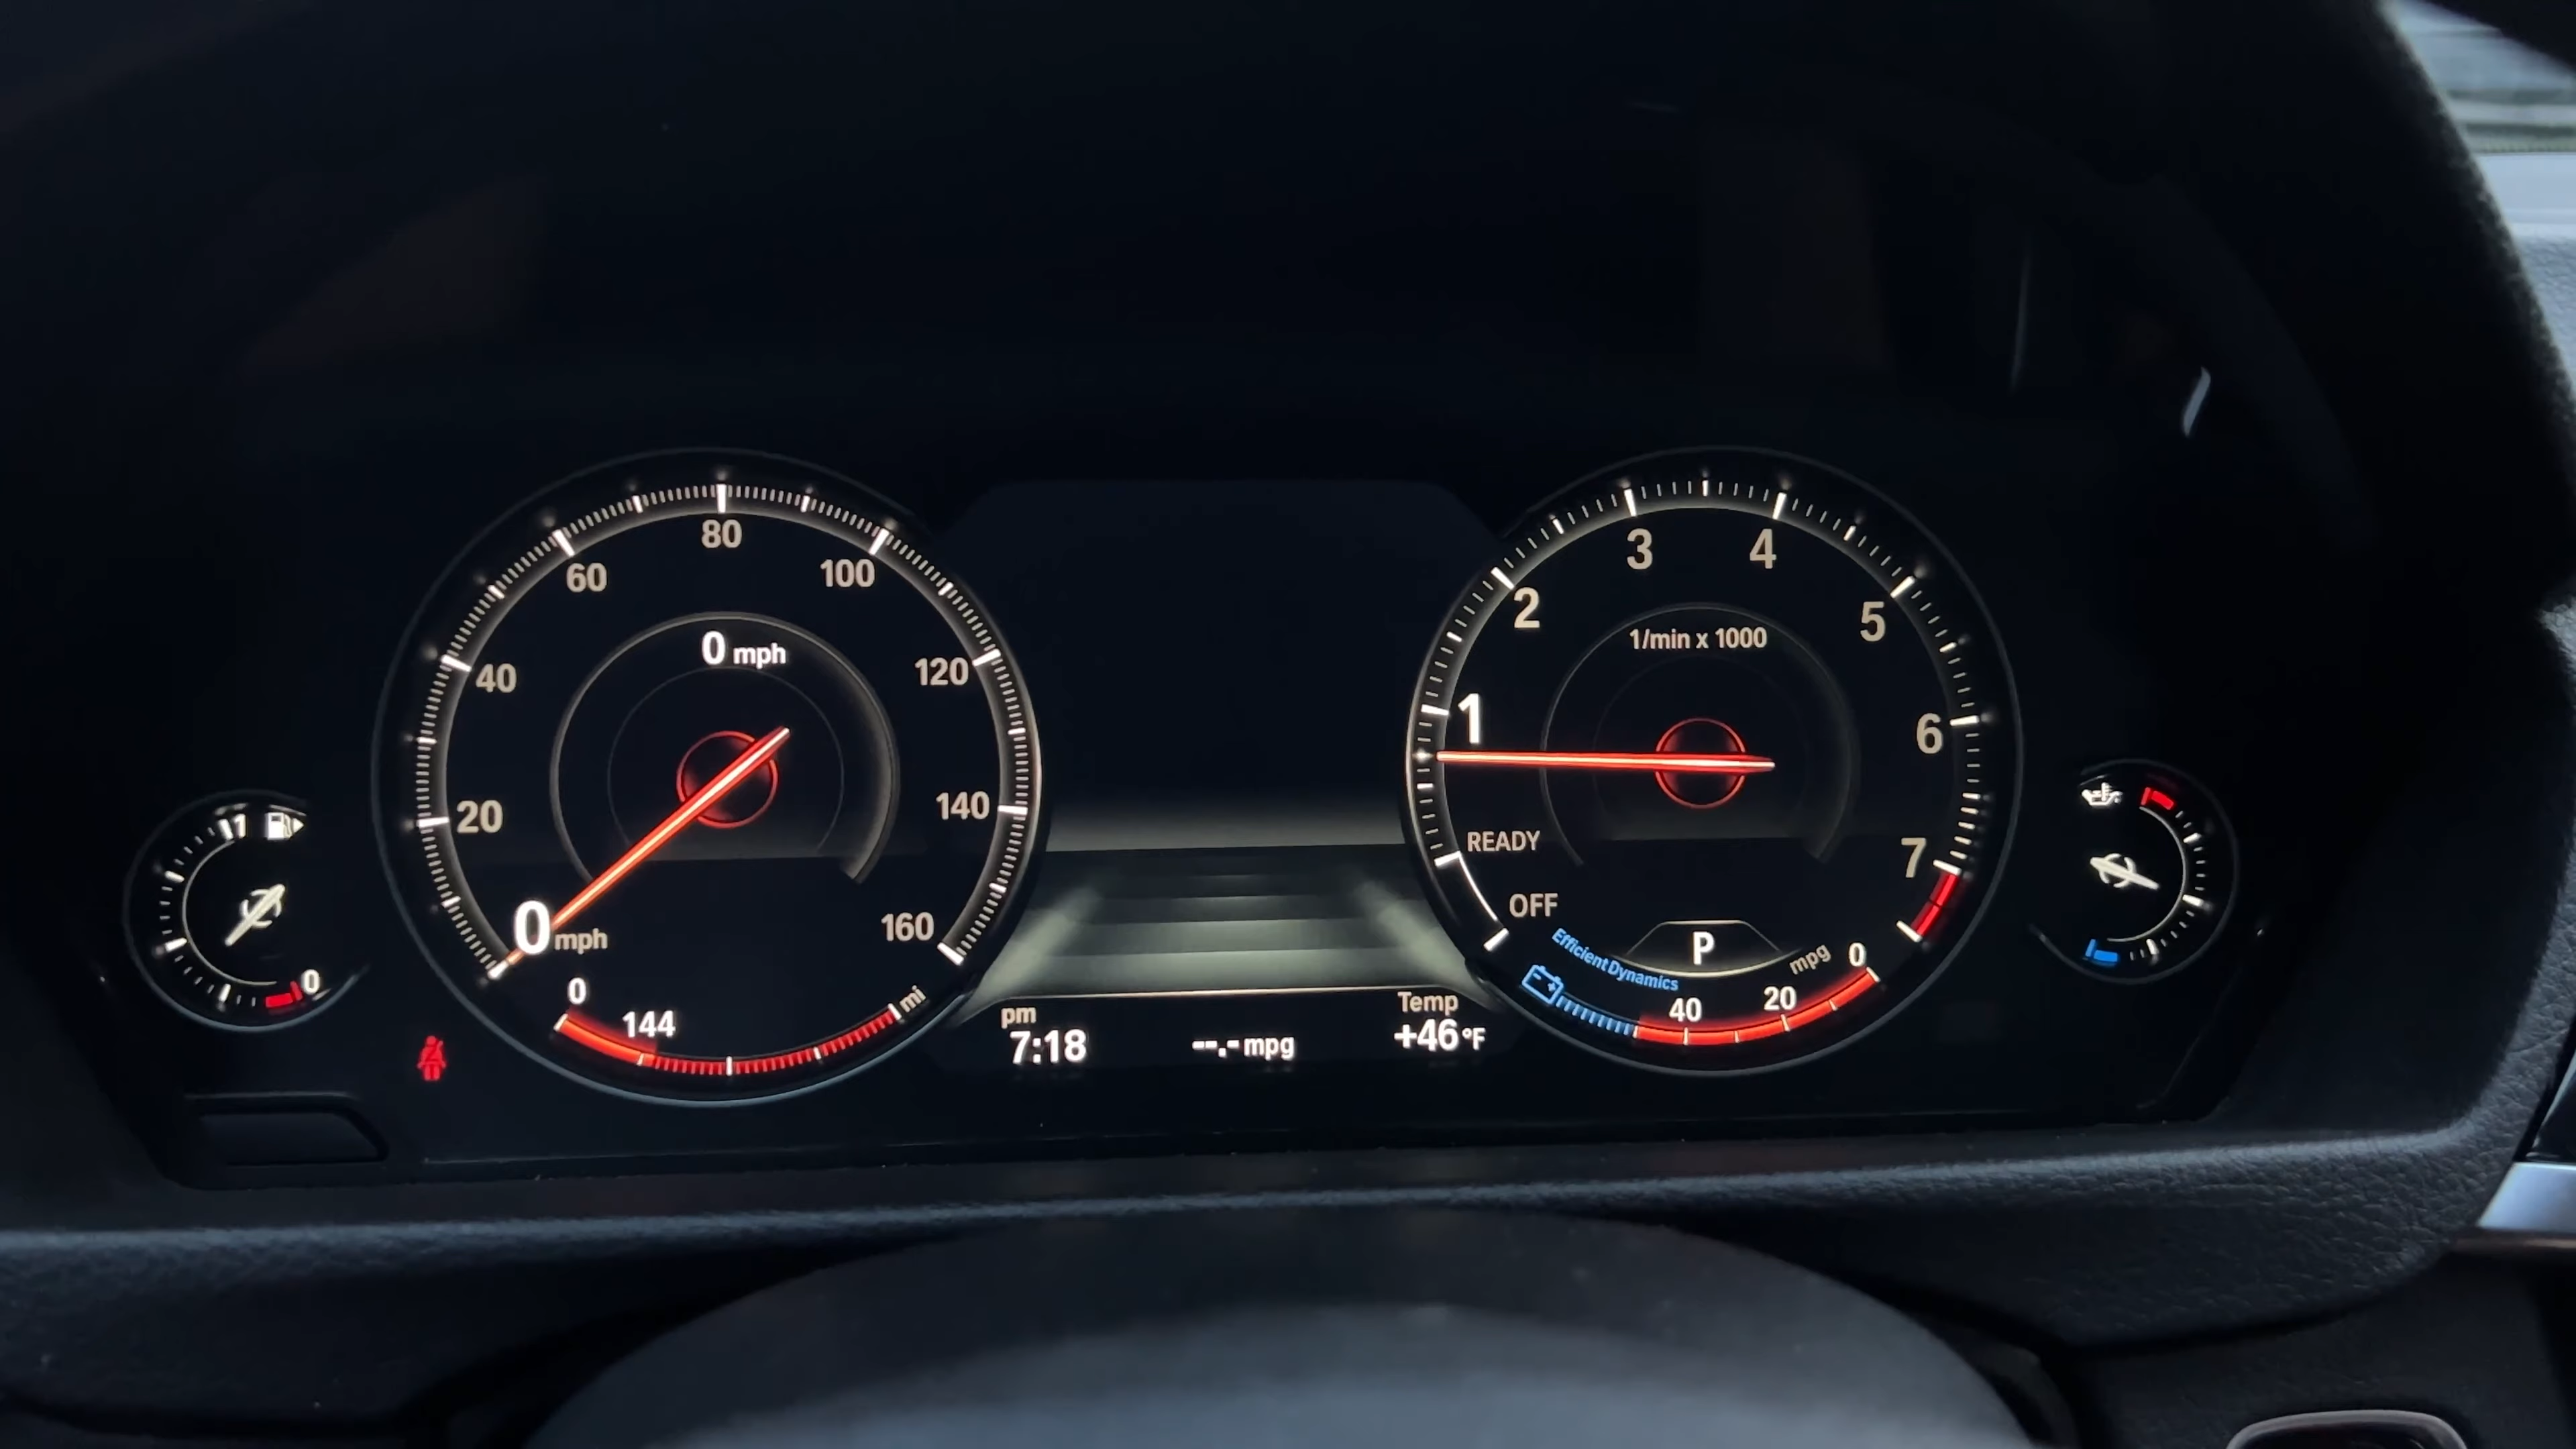 1/1
0
80
60
100
0 mph
40
120
20
140
0 mph
160
0
144
mi
pm
7:18
--.- mpg
Temp
+46 °F
3
4
2
5
1/min x 1000
1
6
READY
7
OFF
P
Efficient Dynamics
mpg
40
20
0